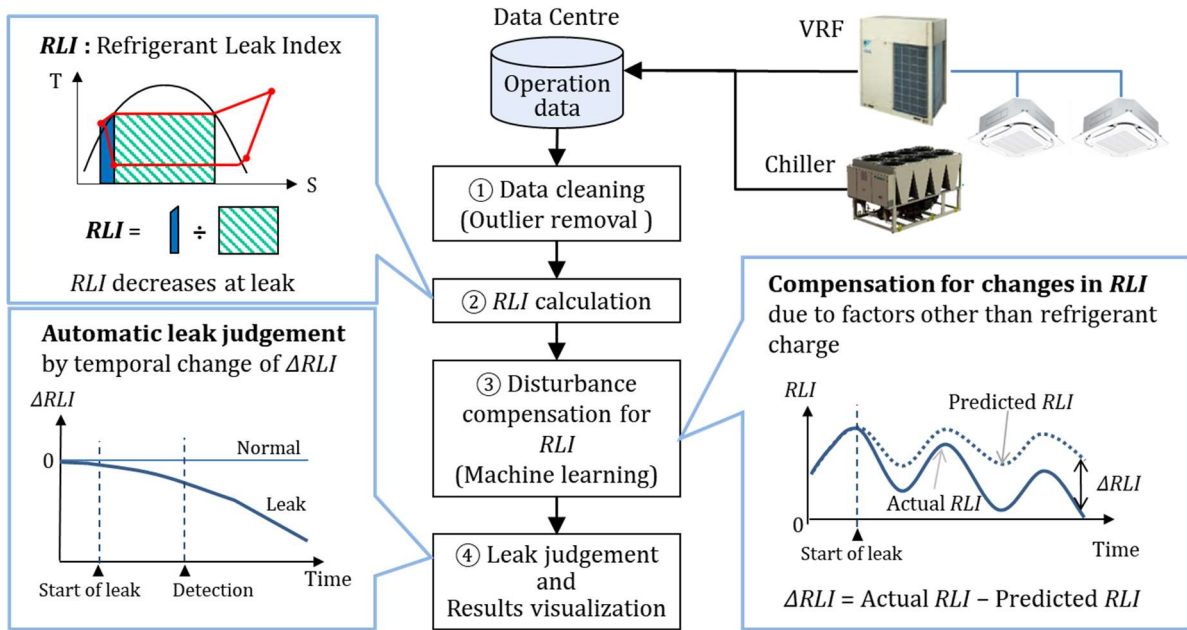 RLI : Refrigerant Leak Index
T
S
RLI = ÷
RLI decreases at leak
Data Centre
Operation
data
VRF
Chiller
① Data cleaning
(Outlier removal )
② RLI calculation
③ Disturbance
compensation for
RLI
(Machine learning)
④ Leak judgement
and
Results visualization
Automatic leak judgement
by temporal change of ΔRLI
ΔRLI
0
Normal
Leak
Time
Start of leak
Detection
Compensation for changes in RLI
due to factors other than refrigerant
charge
RLI
Predicted RLI
Actual RLI
ΔRLI
0
Time
Start of leak
ΔRLI = Actual RLI – Predicted RLI